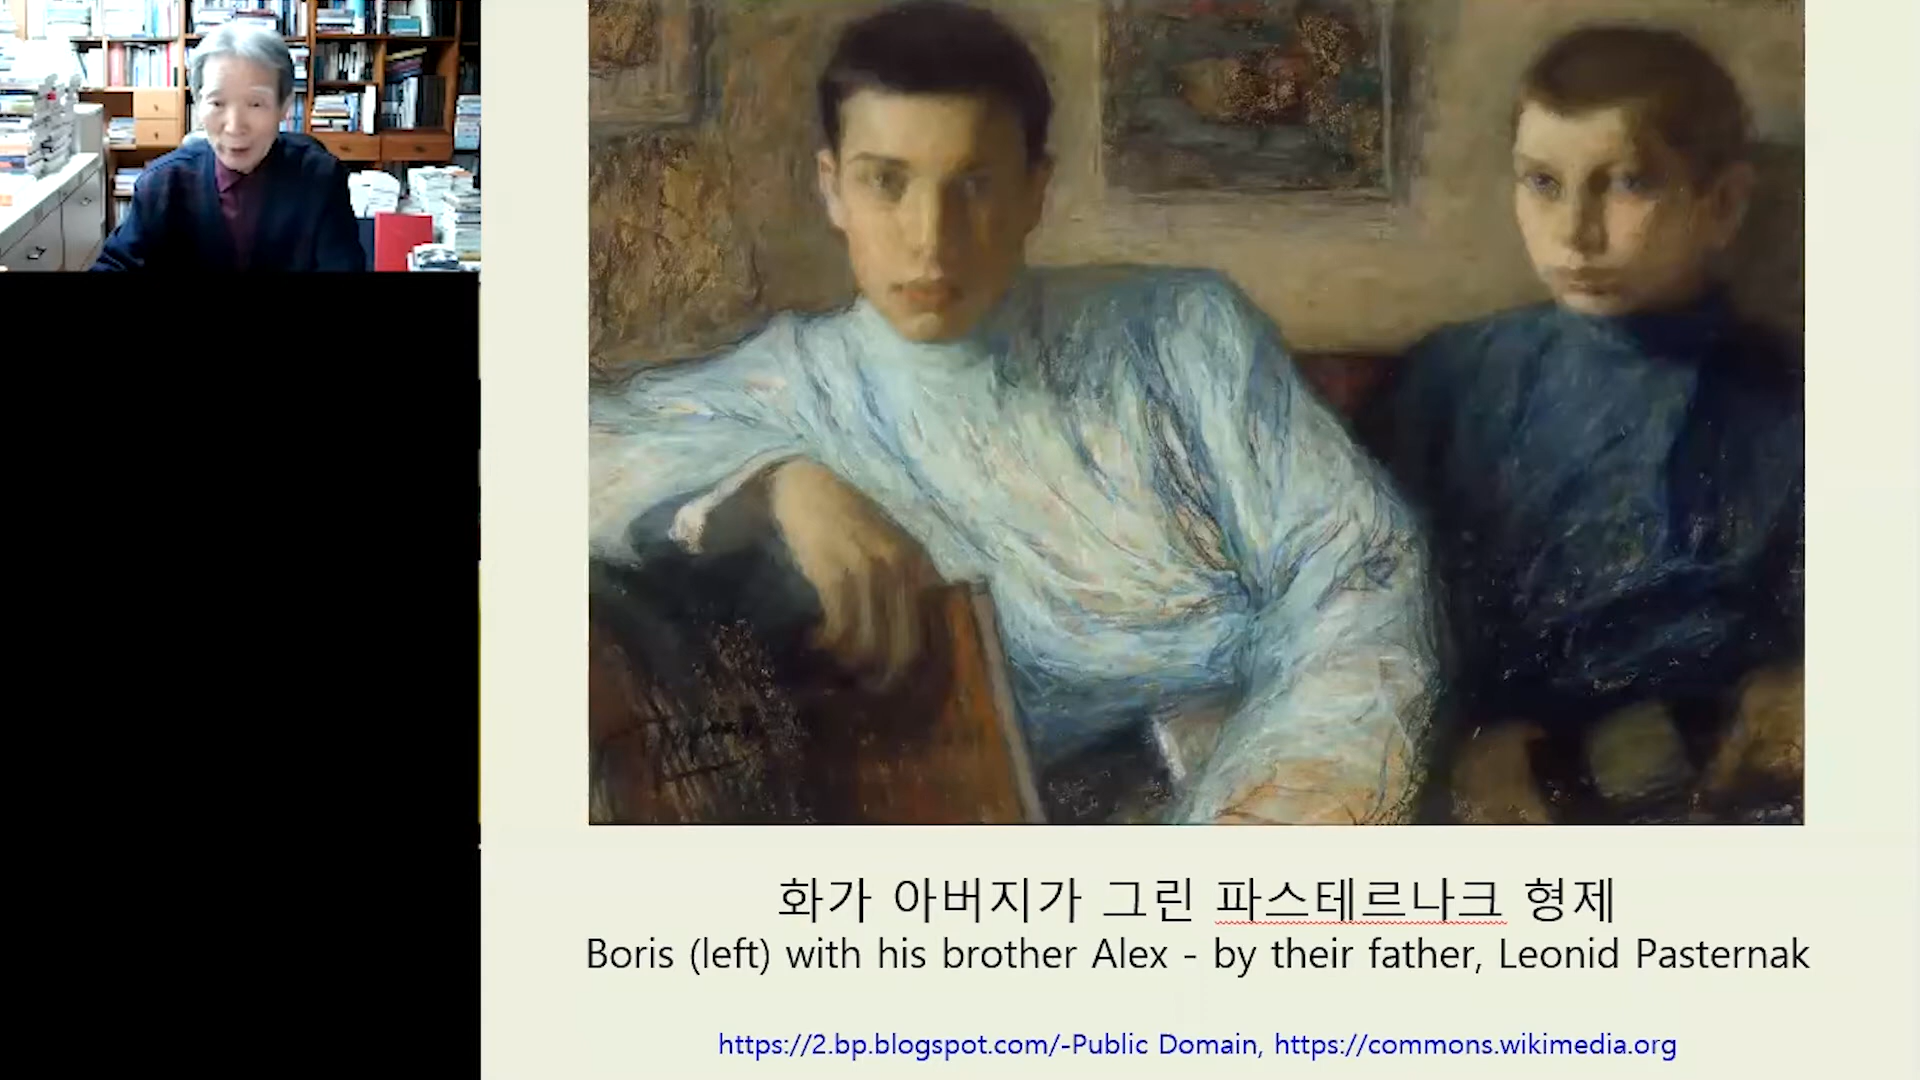 화가 아버지가 그린 파스테르나크 형제
Boris (left) with his brother Alex - by their father, Leonid Pasternak
https://2.bp.blogspot.com/-Public Domain, https://commons.wikimedia.org